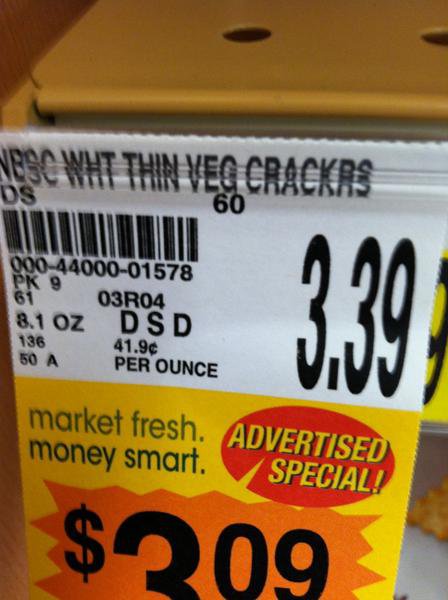 NBSC WHT THIN VEG CRACKRS
DS 60
000-44000-01578
PK 9
61 03R04
8.1 OZ DSD
136 41.9¢
50 A PER OUNCE
3.39
market fresh.
money smart.
ADVERTISED
SPECIAL!
$3.09